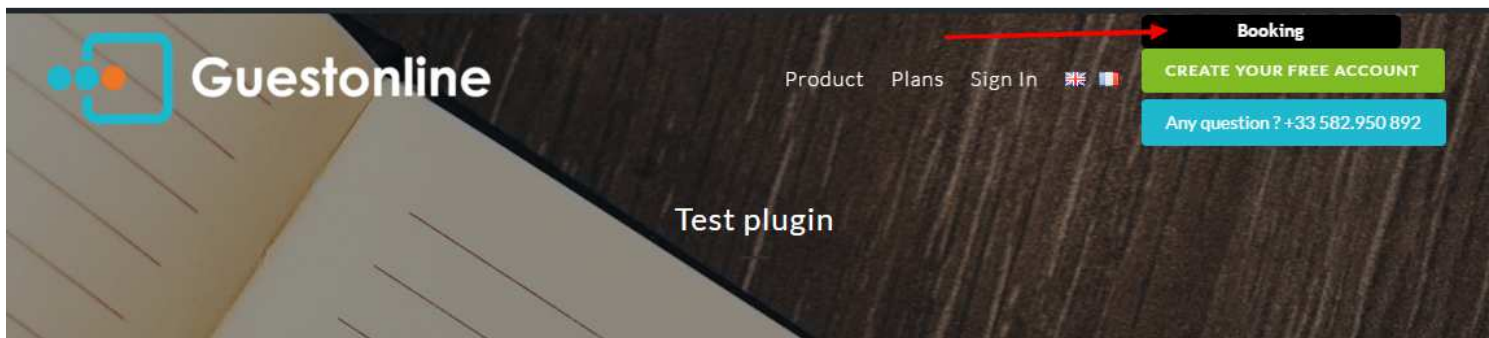 Booking
Guestonline
Product Plans Sign In
CREATE YOUR FREE ACCOUNT
Any question ? +33 582.950 892
Test plugin